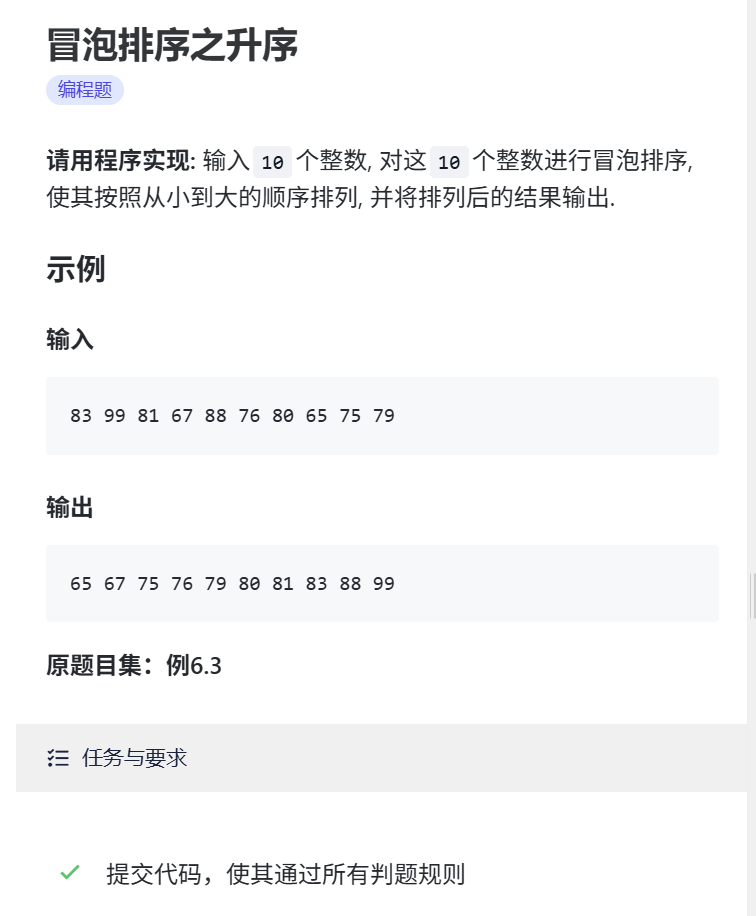 冒泡排序之升序
编程题
请用程序实现: 输入 10 个整数, 对这 10 个整数进行冒泡排序,
使其按照从小到大的顺序排列, 并将排列后的结果输出.
示例
输入
83 99 81 67 88 76 80 65 75 79
输出
65 67 75 76 79 80 81 83 88 99
原题目集：例6.3
任务与要求
提交代码，使其通过所有判题规则